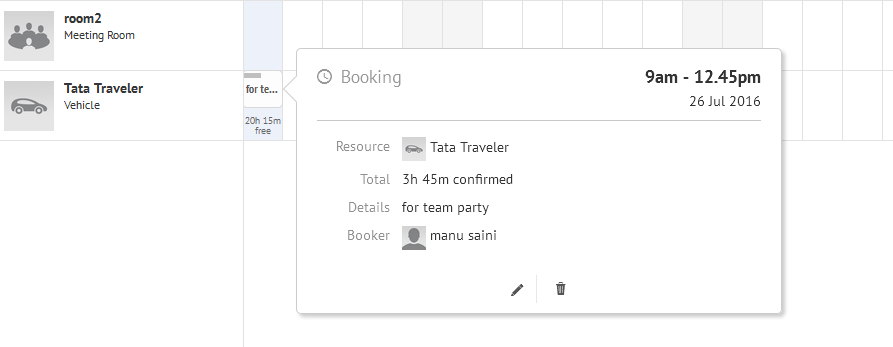 room2
Meeting Room
Tata Traveler
Vehicle
for te...
20h 15m
free
Booking
9am - 12.45pm
26 Jul 2016
Resource Tata Traveler
Total 3h 45m confirmed
Details for team party
Booker manu saini